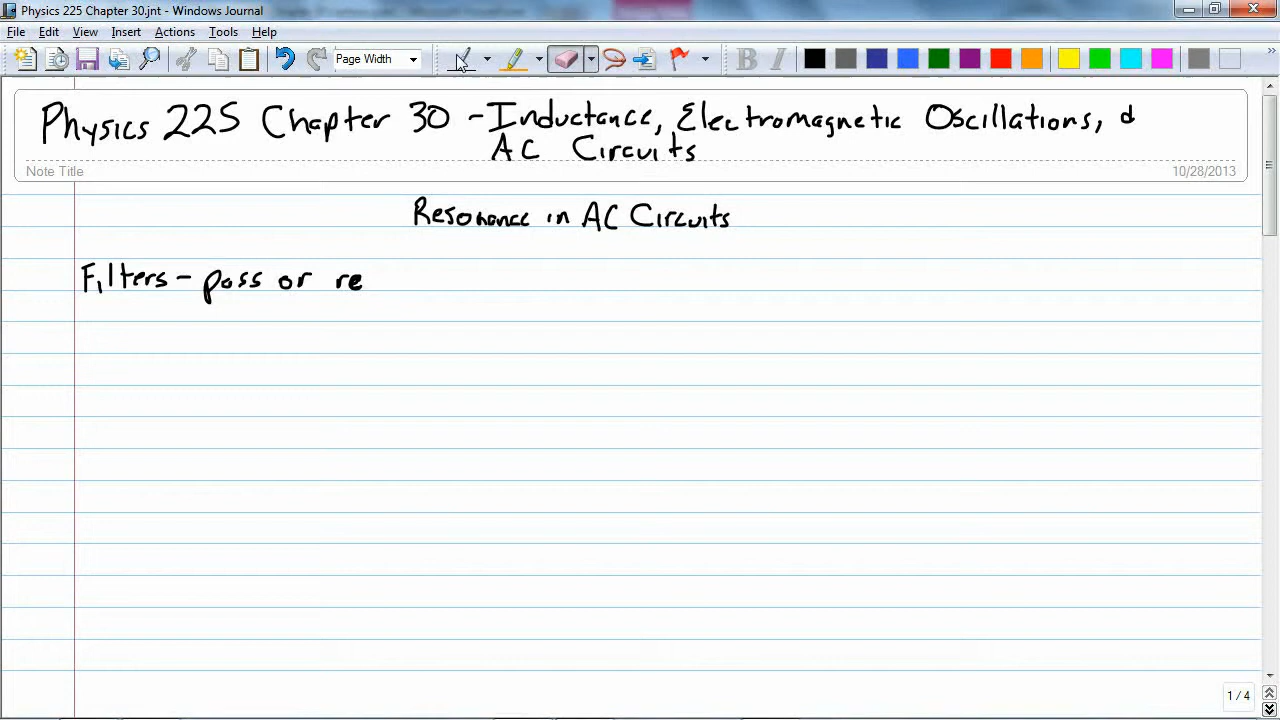 Physics 225 Chapter 30.jnt - Windows Journal
File Edit View Insert Actions Tools Help
Page Width
B I
Physics 225 Chapter 30 - Inductance, Electromagnetic Oscillations, &
AC Circuits
Note Title
10/28/2013
Resonance in AC Circuits
Filters - pass or re
1 / 4